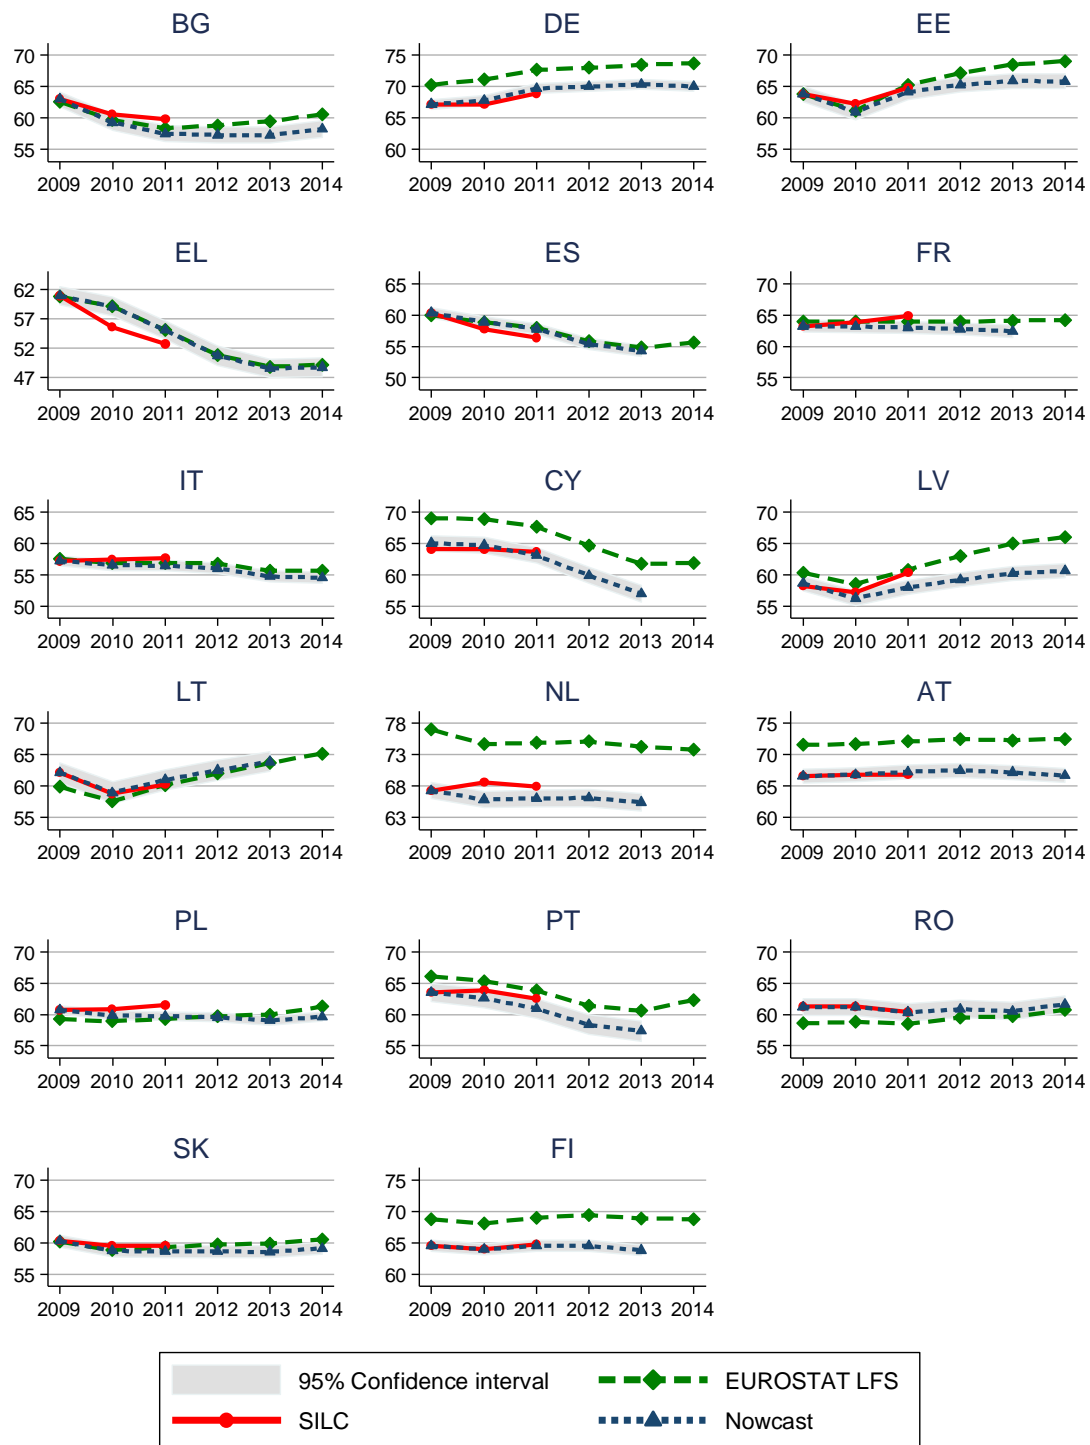 BG DE EE
70 75 70
65 70 65
60 65 60
55 60 55
2009 2010 2011 2012 2013 2014 2009 2010 2011 2012 2013 2014 2009 2010 2011 2012 2013 2014
EL ES FR
62 65 70
57 60 65
52 55 60
47 50 55
2009 2010 2011 2012 2013 2014 2009 2010 2011 2012 2013 2014 2009 2010 2011 2012 2013 2014
IT CY LV
65 70 70
60 65 65
55 60 60
50 55 55
2009 2010 2011 2012 2013 2014 2009 2010 2011 2012 2013 2014 2009 2010 2011 2012 2013 2014
LT NL AT
70 78 75
65 73 70
60 68 65
55 63 60
2009 2010 2011 2012 2013 2014 2009 2010 2011 2012 2013 2014 2009 2010 2011 2012 2013 2014
PL PT RO
70 70 70
65 65 65
60 60 60
55 55 55
2009 2010 2011 2012 2013 2014 2009 2010 2011 2012 2013 2014 2009 2010 2011 2012 2013 2014
SK FI
70 75
65 70
60 65
55 60
2009 2010 2011 2012 2013 2014 2009 2010 2011 2012 2013 2014
95% Confidence interval EUROSTAT LFS
SILC Nowcast